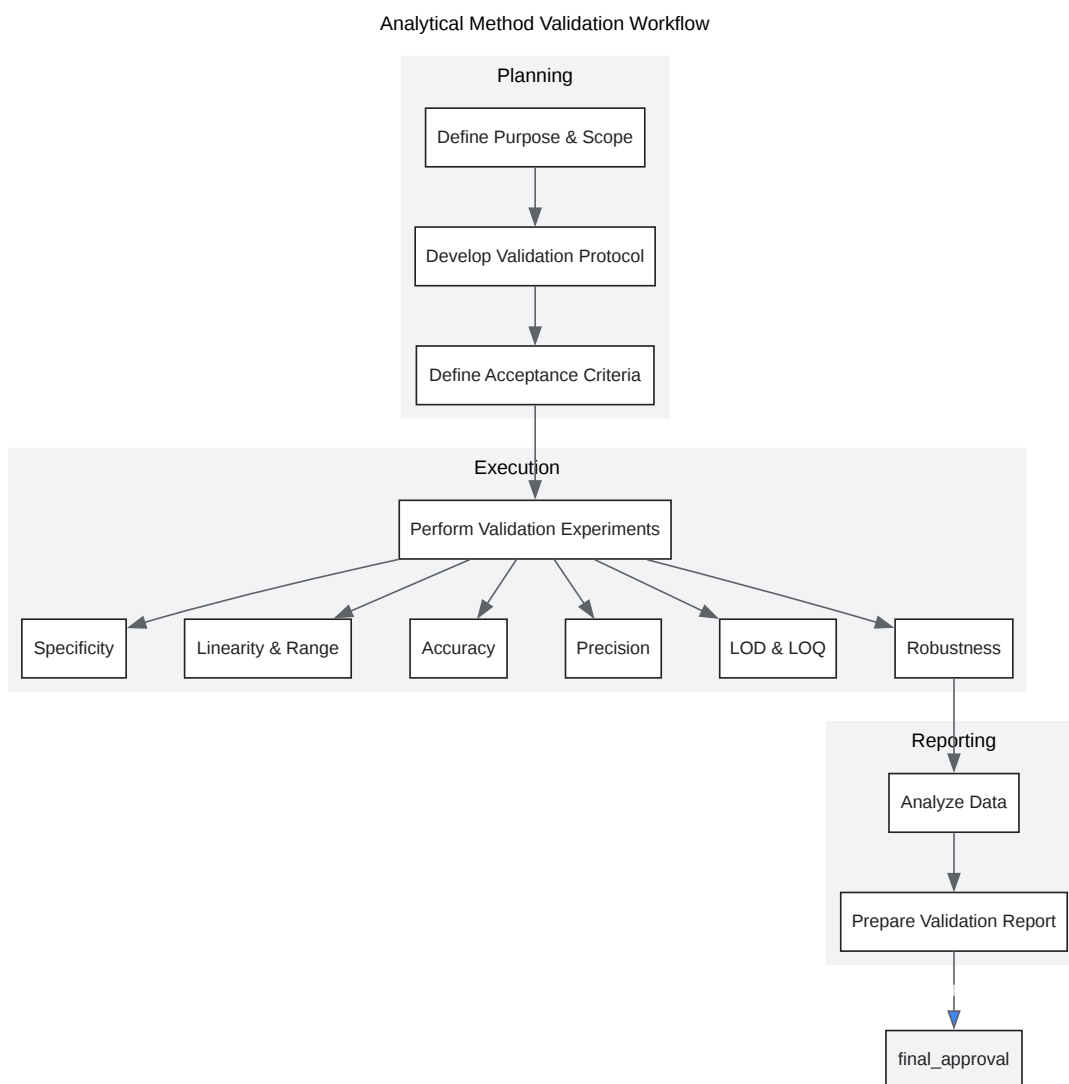 Analytical Method Validation Workflow
Planning
Define Purpose & Scope
Develop Validation Protocol
Define Acceptance Criteria
Execution
Perform Validation Experiments
Specificity
Linearity & Range
Accuracy
Precision
LOD & LOQ
Robustness
Reporting
Analyze Data
Prepare Validation Report
final_approval